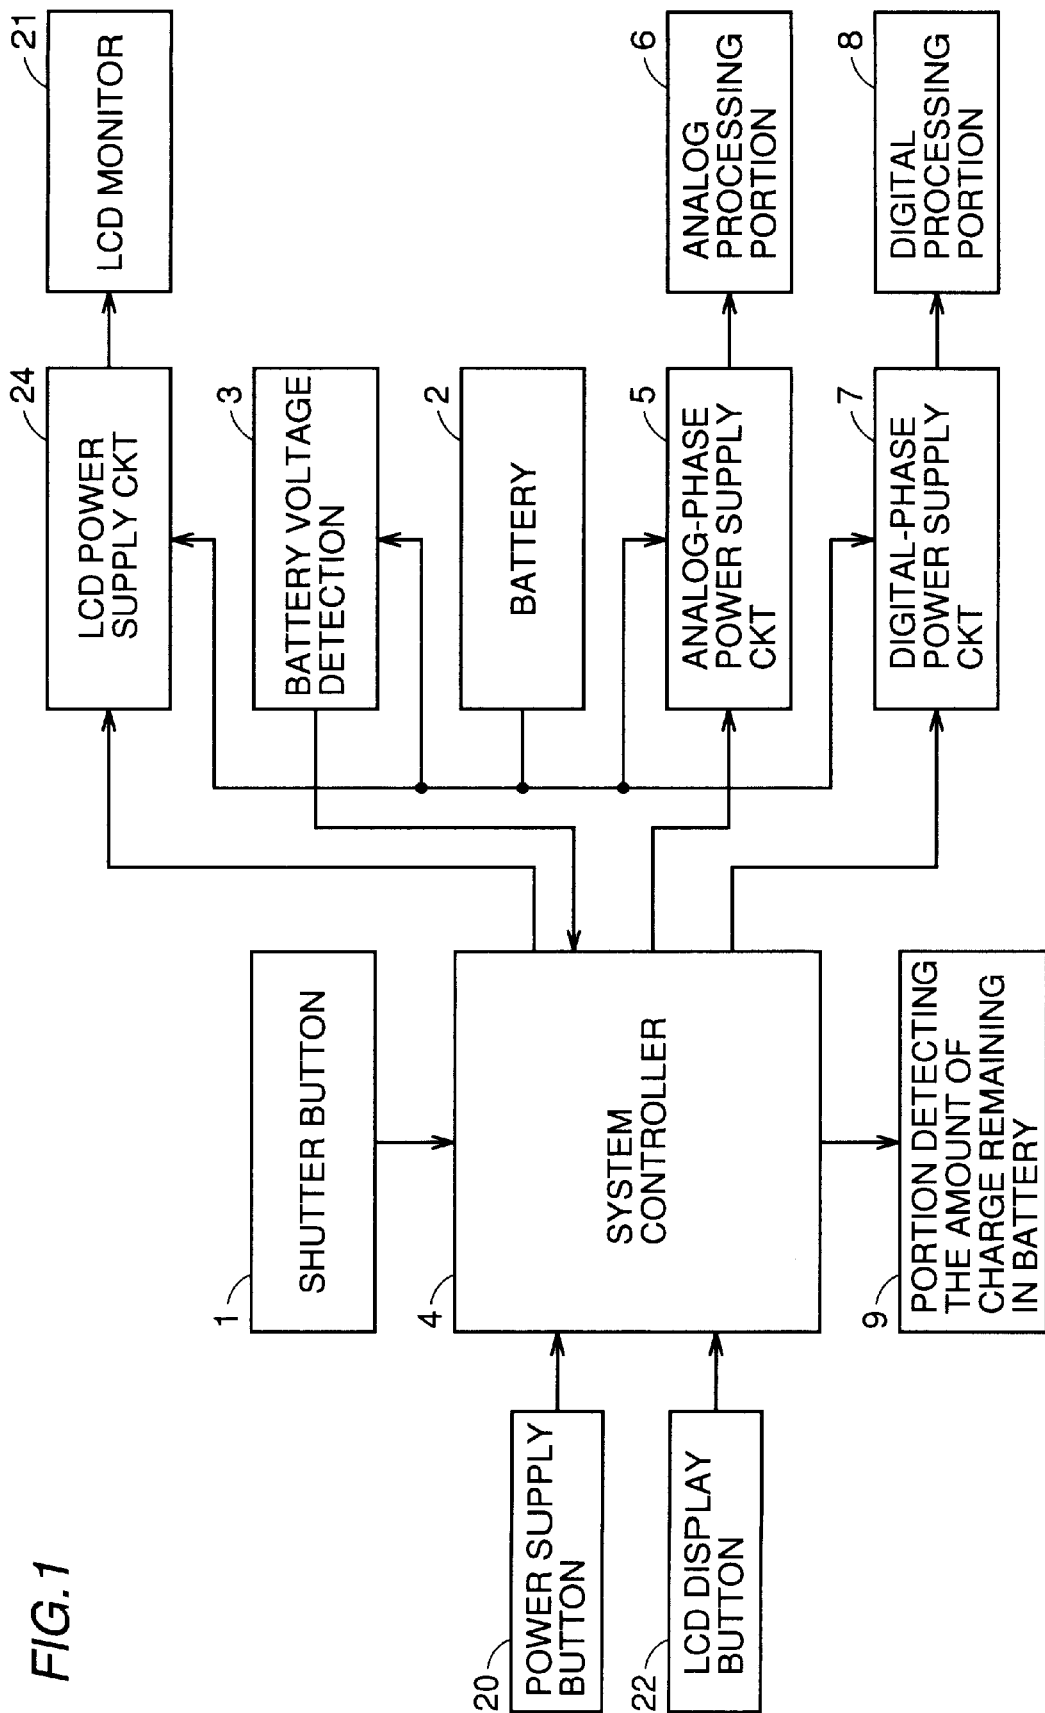 FIG.1
20
POWER SUPPLY
BUTTON
22
LCD DISPLAY
BUTTON
1
SHUTTER BUTTON
4
SYSTEM
CONTROLLER
9
PORTION DETECTING
THE AMOUNT OF
CHARGE REMAINING
IN BATTERY
24
LCD POWER
SUPPLY CKT
3
BATTERY VOLTAGE
DETECTION
2
BATTERY
5
ANALOG-PHASE
POWER SUPPLY
CKT
7
DIGITAL-PHASE
POWER SUPPLY
CKT
21
LCD MONITOR
6
ANALOG
PROCESSING
PORTION
8
DIGITAL
PROCESSING
PORTION